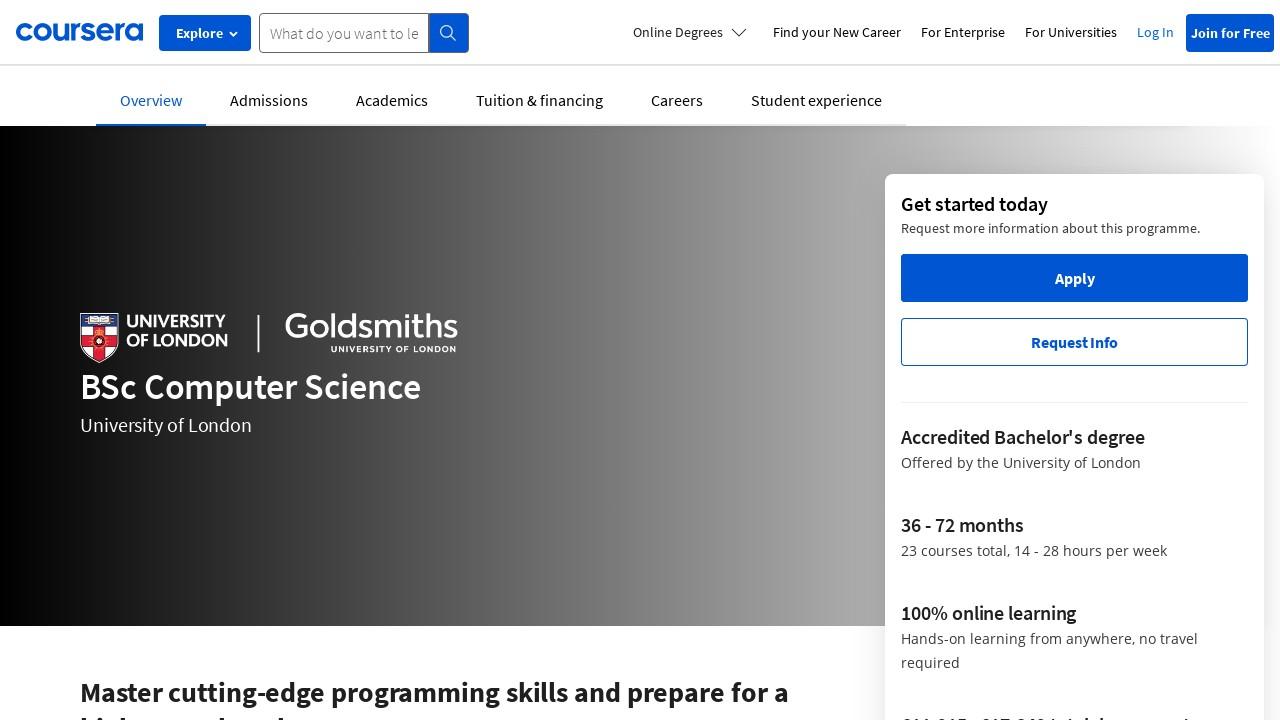 coursera
Explore
What do you want to le
Online Degrees
Find your New Career
For Enterprise
For Universities
Log In
Join for Free
Overview
Admissions
Academics
Tuition & financing
Careers
Student experience
UNIVERSITY
OF LONDON
Goldsmiths
UNIVERSITY OF LONDON
BSc Computer Science
University of London
Get started today
Request more information about this programme.
Apply
Request Info
Accredited Bachelor's degree
Offered by the University of London
36 - 72 months
23 courses total, 14 - 28 hours per week
100% online learning
Hands-on learning from anywhere, no travel
required
Master cutting-edge programming skills and prepare for a